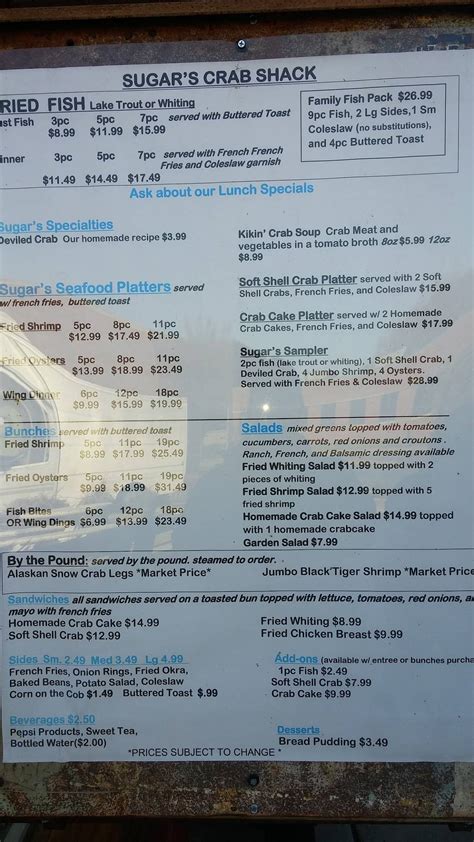 SUGAR'S CRAB SHACK
RIED FISH Lake Trout or Whiting
ust Fish 3pc 5pc 7pc served with Buttered Toast
$8.99 $11.99 $15.99
inner 3pc 5pc 7pc served with French French
Fries and Coleslaw garnish
$11.49 $14.49 $17.49
Family Fish Pack $26.99
9pc Fish, 2 Lg Sides,1 Sm
Coleslaw (no substitutions),
and 4pc Buttered Toast
Ask about our Lunch Specials
Sugar's Specialties
Deviled Crab Our homemade recipe $3.99
Sugar's Seafood Platters served
w/ french fries, buttered toast
Fried Shrimp 5pc 8pc 11pc
$12.99 $17.49 $21.99
Fried Oysters 5pc 8pc 11pc
$13.99 $18.99 $23.49
Wing Dinner 6pc 12pc 18pc
$9.99 $15.99 $19.99
Kikin' Crab Soup Crab Meat and
vegetables in a tomato broth 8oz $5.99 12oz
$8.99
Soft Shell Crab Platter served with 2 Soft
Shell Crabs, French Fries, and Coleslaw $15.99
Crab Cake Platter served w/ 2 Homemade
Crab Cakes, French Fries, and Coleslaw $17.99
Sugar's Sampler
2pc fish (lake trout or whiting), 1 Soft Shell Crab, 1
Deviled Crab, 4 Jumbo Shrimp, 4 Oysters.
Served with French Fries & Coleslaw $28.99
Bunches served with buttered toast
Fried Shrimp 5pc 11pc 19pc
$8.99 $17.99 $25.49
Fried Oysters 5pc 11pc 19pc
$9.99 $18.99 $31.49
Fish Bites 6pc 12pc 18pc
OR Wing Dings $6.99 $13.99 $23.49
Salads mixed greens topped with tomatoes,
cucumbers, carrots, red onions and croutons .
Ranch, French, and Balsamic dressing available
Fried Whiting Salad $11.99 topped with 2
pieces of whiting
Fried Shrimp Salad $12.99 topped with 5
fried shrimp
Homemade Crab Cake Salad $14.99 topped
with 1 homemade crabcake
Garden Salad $7.99
By the Pound: served by the pound. steamed to order.
Alaskan Snow Crab Legs *Market Price* Jumbo Black Tiger Shrimp *Market Price
Sandwiches all sandwiches served on a toasted bun topped with lettuce, tomatoes, red onions, a
mayo with french fries
Homemade Crab Cake $14.99
Soft Shell Crab $12.99
Fried Whiting $8.99
Fried Chicken Breast $9.99
Sides Sm. 2.49 Med 3.49 Lg 4.99
French Fries, Onion Rings, Fried Okra,
Baked Beans, Potato Salad, Coleslaw
Corn on the Cob $1.49 Buttered Toast $.99
Add-ons (available w/ entree or bunches purcha
1pc Fish $2.49
Soft Shell Crab $7.99
Crab Cake $9.99
Beverages $2.50
Pepsi Products, Sweet Tea,
Bottled Water($2.00)
Desserts
Bread Pudding $3.49
*PRICES SUBJECT TO CHANGE *